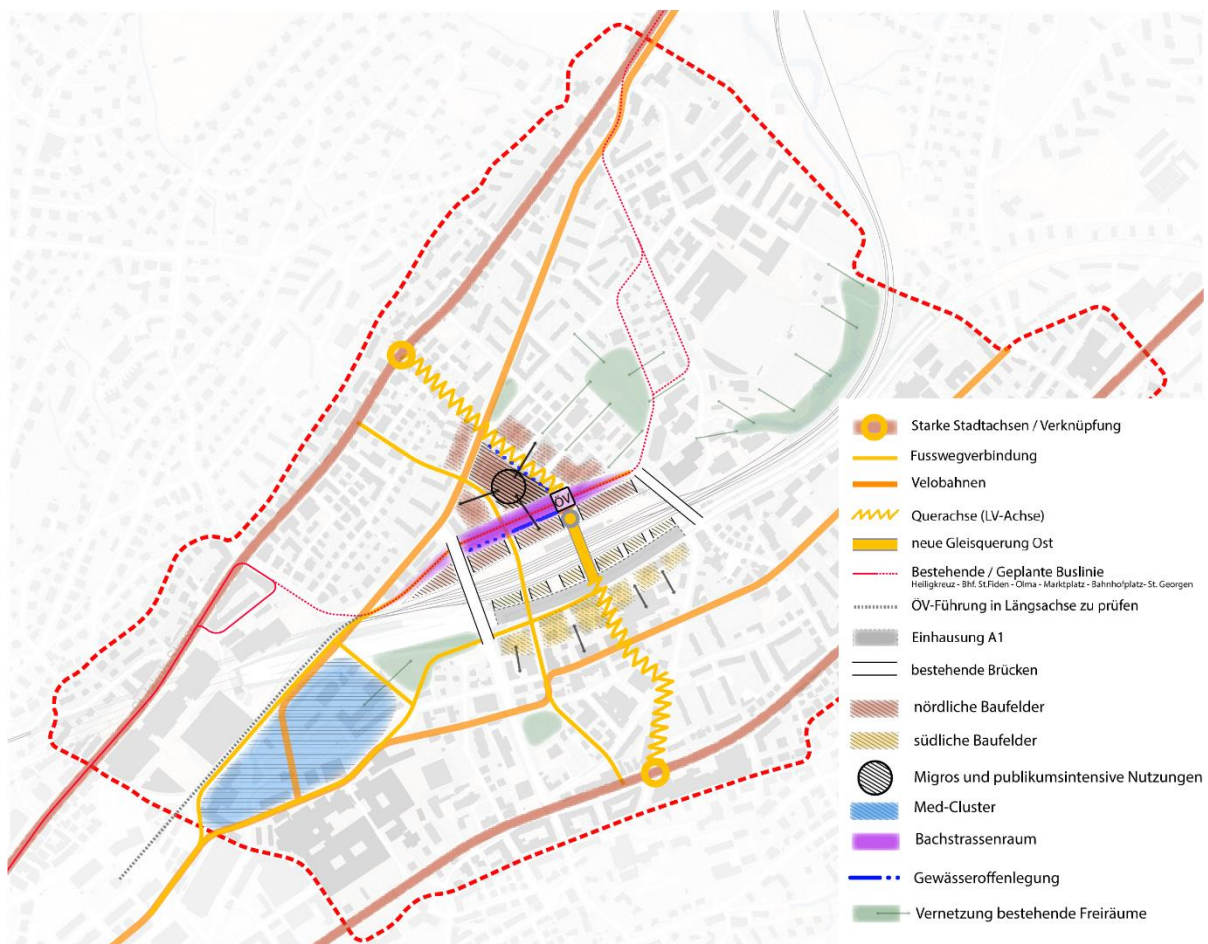 ÖV
Starke Stadtachsen / Verknüpfung
Fusswegverbindung
Velobahnen
Querachse (LV-Achse)
neue Gleisquerung Ost
Bestehende / Geplante Buslinie
Heiligkreuz - Bhf. St.Fiden - Olma - Marktplatz - Bahnhofplatz- St. Georgen
ÖV-Führung in Längsachse zu prüfen
Einhausung A1
bestehende Brücken
nördliche Baufelder
südliche Baufelder
Migros und publikumsintensive Nutzungen
Med-Cluster
Bachstrassenraum
Gewässeroffenlegung
Vernetzung bestehende Freiräume